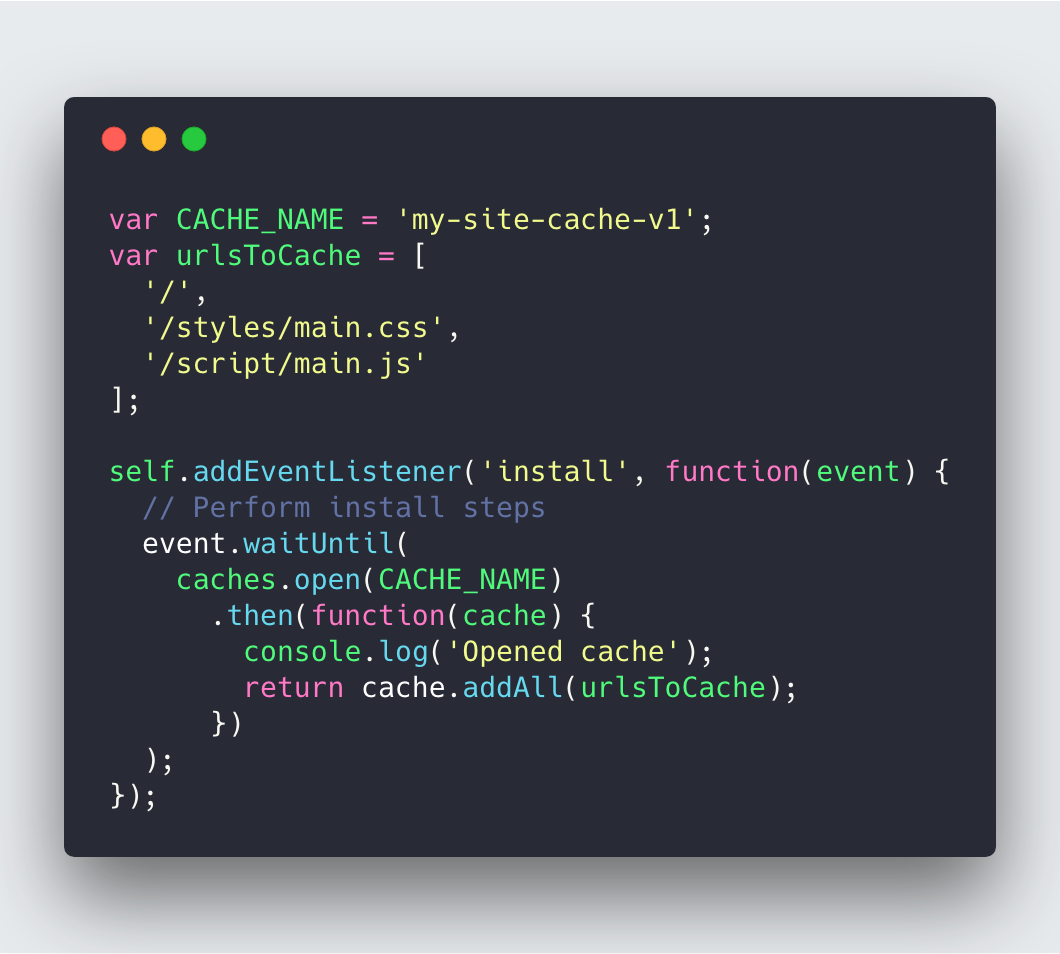 var CACHE_NAME = 'my-site-cache-v1';
var urlsToCache = [
  '/',
  '/styles/main.css',
  '/script/main.js'
];

self.addEventListener('install', function(event) {
  // Perform install steps
  event.waitUntil(
    caches.open(CACHE_NAME)
      .then(function(cache) {
        console.log('Opened cache');
        return cache.addAll(urlsToCache);
      })
  );
});